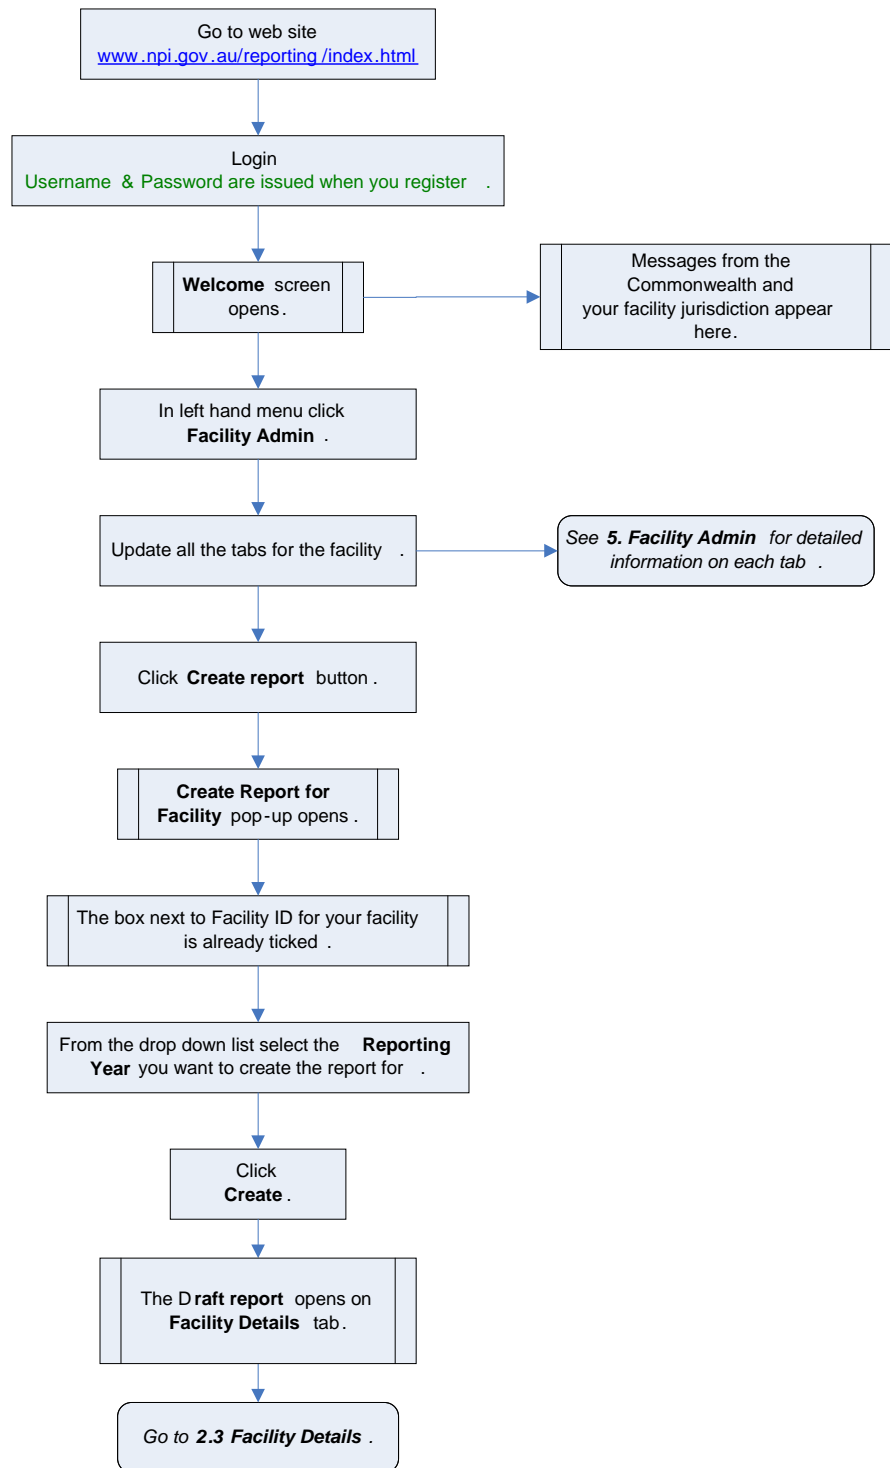 Go to web site
www.npi.gov.au/reporting/index.html
Login
Username & Password are issued when you register .
Welcome screen
opens.
Messages from the
Commonwealth and
your facility jurisdiction appear
here.
In left hand menu click
Facility Admin .
Update all the tabs for the facility .
See 5. Facility Admin for detailed
information on each tab .
Click Create report button .
Create Report for
Facility pop-up opens .
The box next to Facility ID for your facility
is already ticked .
From the drop down list select the Reporting
Year you want to create the report for .
Click
Create .
The Draft report opens on
Facility Details tab.
Go to 2.3 Facility Details .